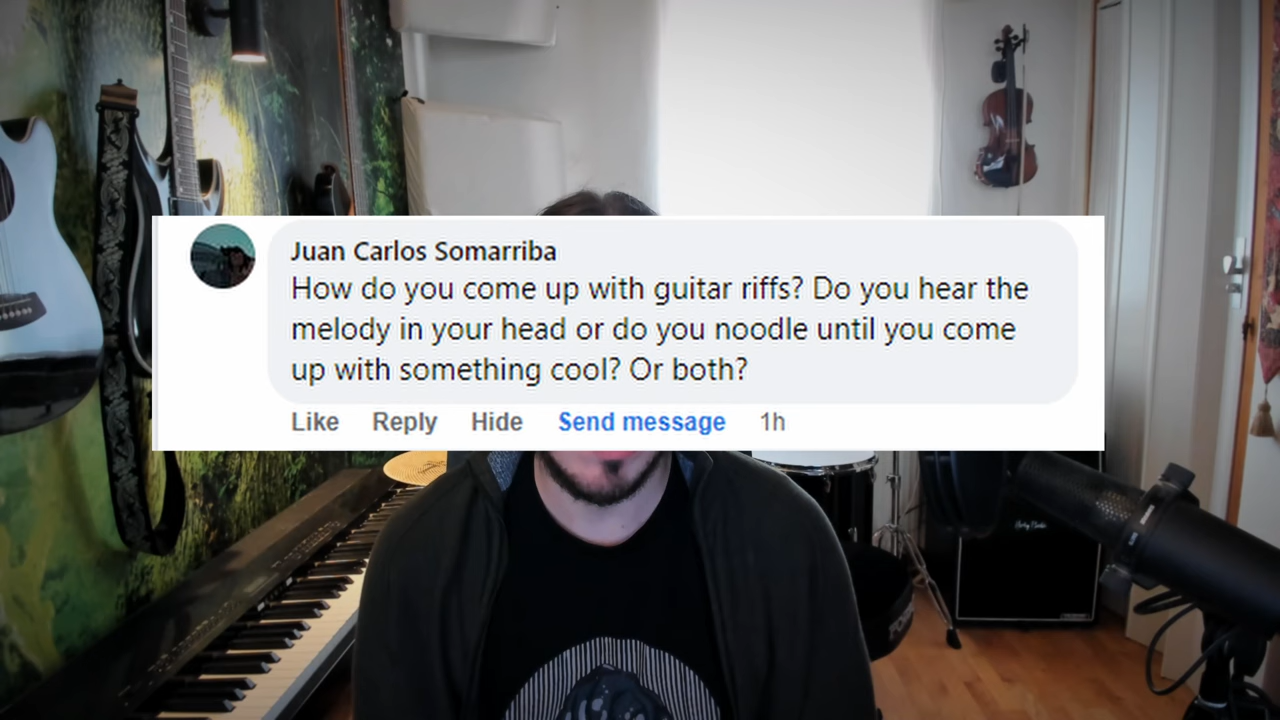 Juan Carlos Somarriba
How do you come up with guitar riffs? Do you hear the
melody in your head or do you noodle until you come
up with something cool? Or both?
Like Reply Hide Send message 1h